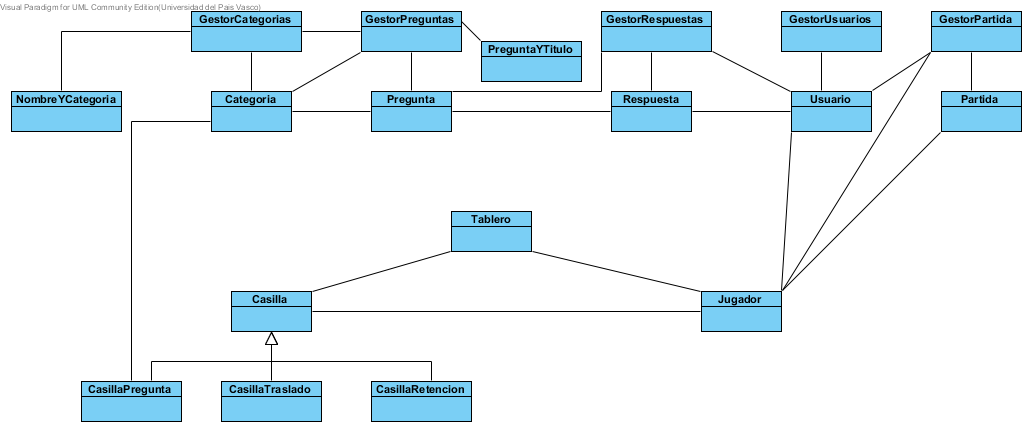 Visual Paradigm for UML Community Edition(Universidad del Pais Vasco)
GestorCategorias
GestorPreguntas
GestorRespuestas
GestorUsuarios
GestorPartida
PreguntaYTitulo
NombreYCategoria
Categoria
Pregunta
Respuesta
Usuario
Partida
Tablero
Casilla
Jugador
CasillaPregunta
CasillaTraslado
CasillaRetencion